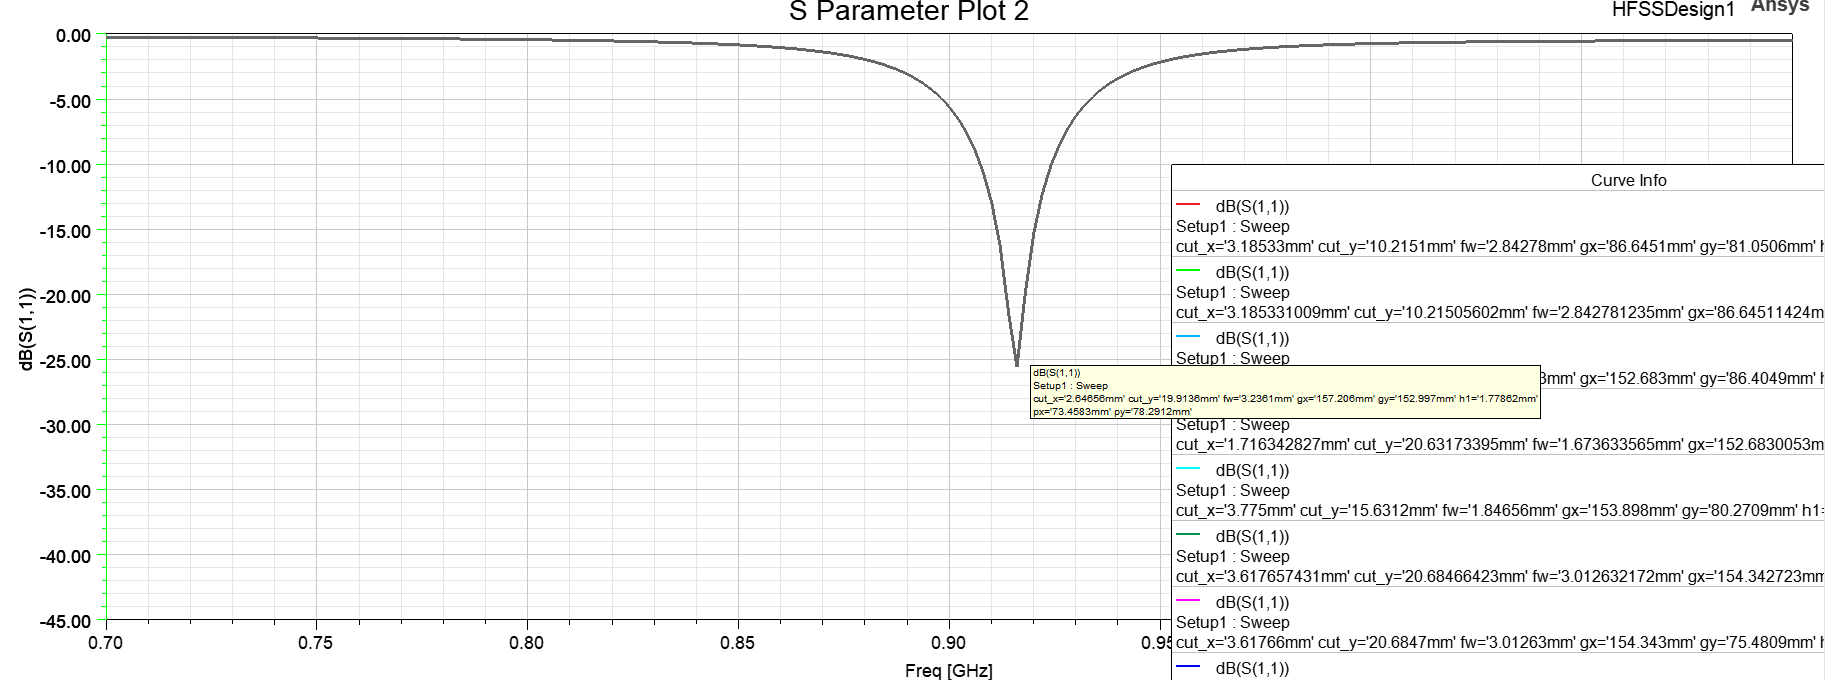 S Parameter Plot 2
HFSSDesign1
Ansys
0.00
-5.00
-10.00
-15.00
-20.00
-25.00
-30.00
-35.00
-40.00
-45.00
dB(S(1,1))
0.70
0.75
0.80
0.85
0.90
0.95
Freq [GHz]
Curve Info
dB(S(1,1))
Setup1 : Sweep
cut_x='3.18533mm' cut_y='10.2151mm' fw='2.84278mm' gx='86.6451mm' gy='81.0506mm'
dB(S(1,1))
Setup1 : Sweep
cut_x='3.185331009mm' cut_y='10.21505602mm' fw='2.842781235mm' gx='86.64511424m
dB(S(1,1))
Setup1 : Sweep
3mm' gx='152.683mm' gy='86.4049mm'
dB(S(1,1))
Setup1 : Sweep
cut_x='2.64656mm' cut_y='19.9136mm' fw='3.2361mm' gx='157.206mm' gy='152.997mm' h1='1.77862mm'
px='73.4583mm' py='78.2912mm'
Setup1 : Sweep
cut_x='1.716342827mm' cut_y='20.63173395mm' fw='1.673633565mm' gx='152.6830053m
dB(S(1,1))
Setup1 : Sweep
cut_x='3.775mm' cut_y='15.6312mm' fw='1.84656mm' gx='153.898mm' gy='80.2709mm' h1=
dB(S(1,1))
Setup1 : Sweep
cut_x='3.617657431mm' cut_y='20.68466423mm' fw='3.012632172mm' gx='154.342723mm
dB(S(1,1))
Setup1 : Sweep
cut_x='3.61766mm' cut_y='20.6847mm' fw='3.01263mm' gx='154.343mm' gy='75.4809mm'
dB(S(1,1))